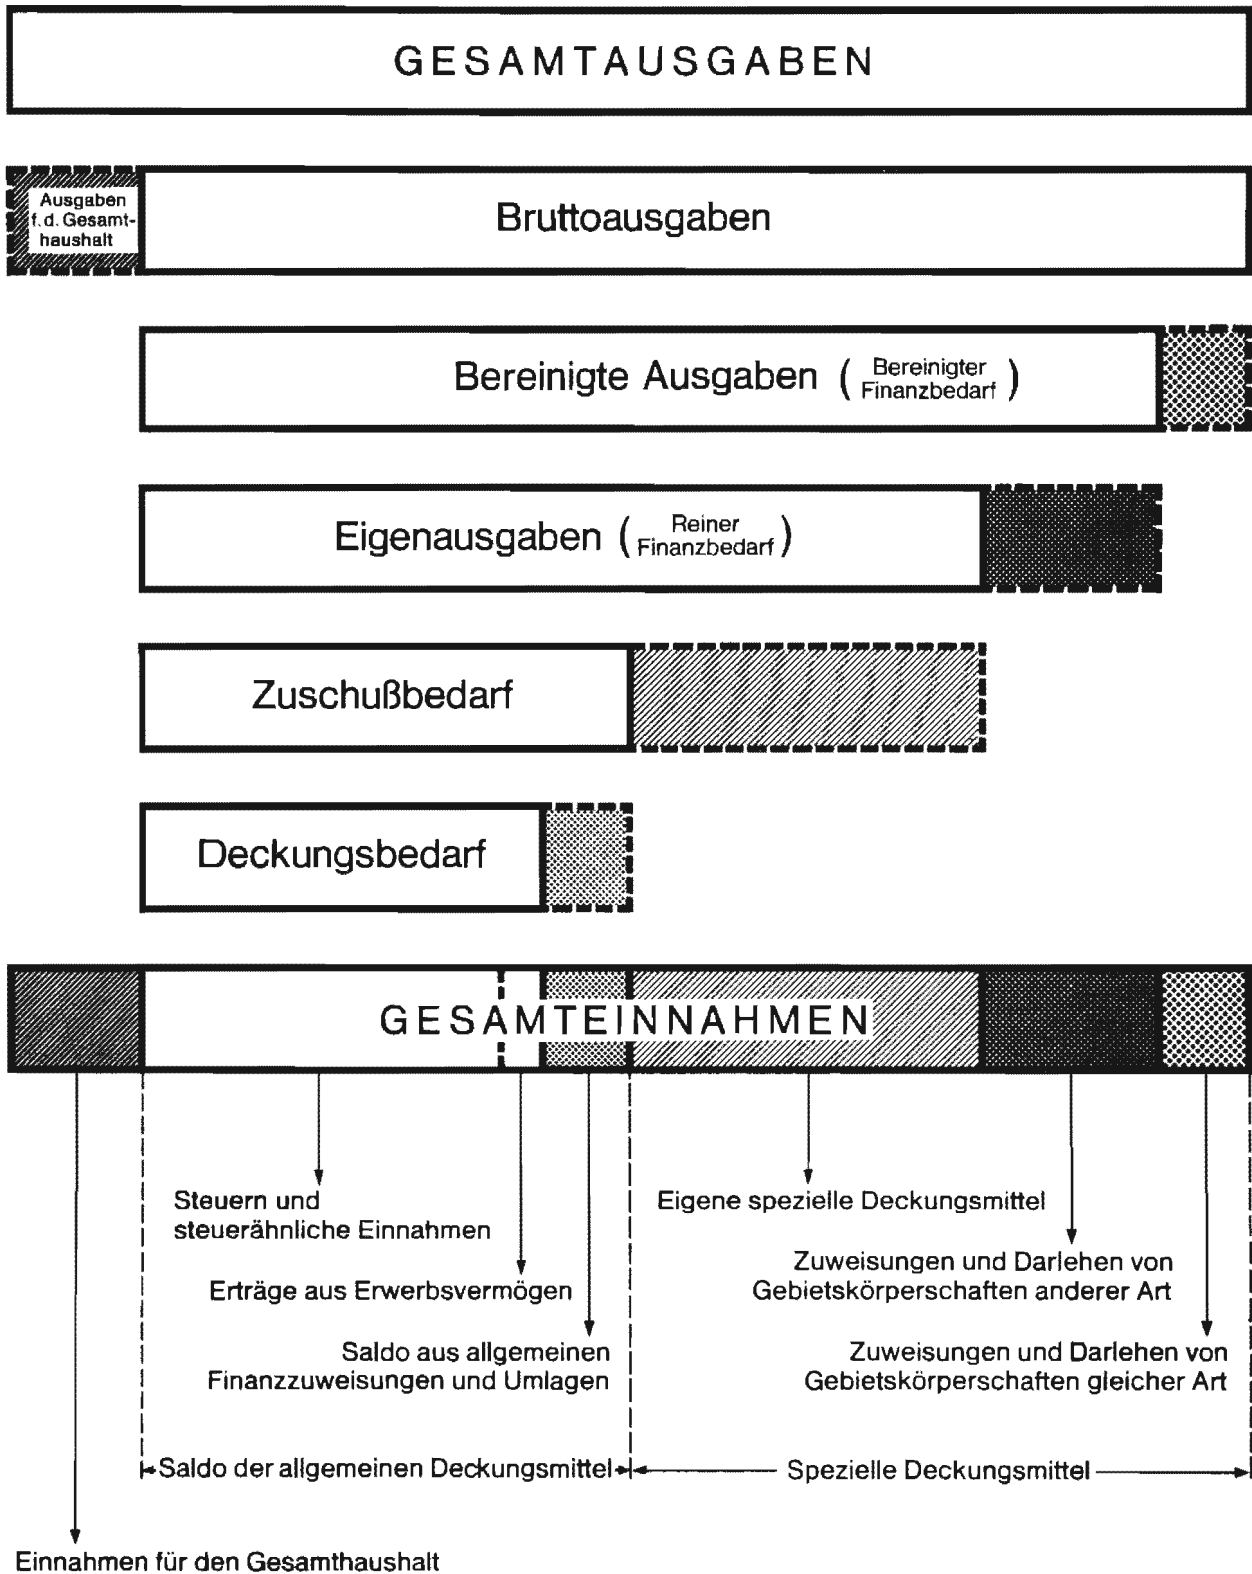 GESAMTAUSGABEN
Ausgaben
f.d. Gesamt-
haushalt
Bruttoausgaben
Bereinigte Ausgaben ( Bereinigter
Finanzbedarf )
Eigenausgaben ( Reiner
Finanzbedarf )
Zuschußbedarf
Deckungsbedarf
GESAMTEINNAHMEN
Steuern und
steuerähnliche Einnahmen
Erträge aus Erwerbsvermögen
Saldo aus allgemeinen
Finanzzuweisungen und Umlagen
Eigene spezielle Deckungsmittel
Zuweisungen und Darlehen von
Gebietskörperschaften anderer Art
Zuweisungen und Darlehen von
Gebietskörperschaften gleicher Art
Saldo der allgemeinen Deckungsmittel
Spezielle Deckungsmittel
Einnahmen für den Gesamthaushalt